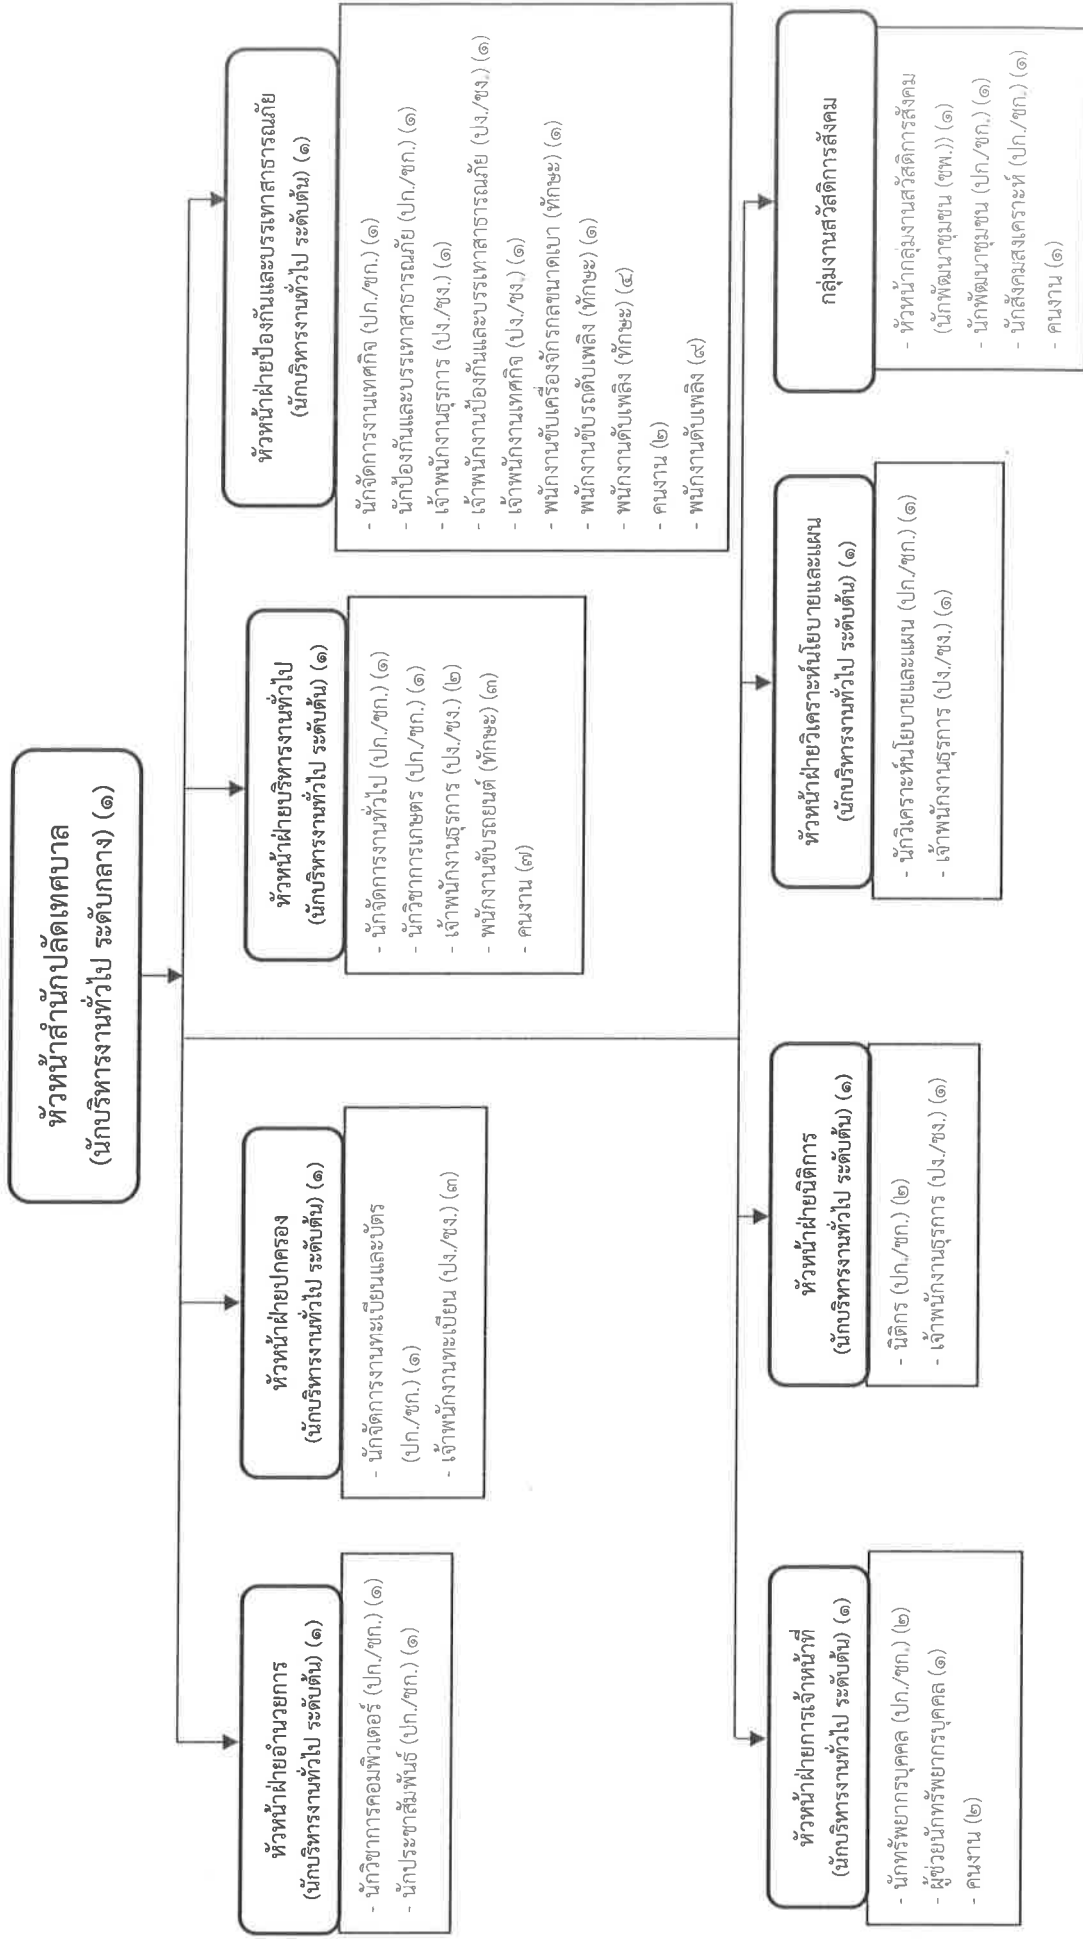 หัวหน้าสำนักปลัดเทศบาล
(นักบริหารงานทั่วไป ระดับกลาง) (๑)
หัวหน้าฝ่ายอำนวยการ
(นักบริหารงานทั่วไป ระดับต้น) (๑)
- นักวิชาการคอมพิวเตอร์ (ปก./ชก.) (๑)
- นักประชาสัมพันธ์ (ปก./ชก.) (๑)
หัวหน้าฝ่ายปกครอง
(นักบริหารงานทั่วไป ระดับต้น) (๑)
- นักจัดการงานทะเบียนและบัตร
(ปก./ชก.) (๑)
- เจ้าพนักงานทะเบียน (ปง./ชง.) (๓)
หัวหน้าฝ่ายบริหารงานทั่วไป
(นักบริหารงานทั่วไป ระดับต้น) (๑)
- นักจัดการงานทั่วไป (ปก./ชก.) (๑)
- นักวิชาการเกษตร (ปก./ชก.) (๑)
- เจ้าพนักงานธุรการ (ปง./ชง.) (๒)
- พนักงานขับรถยนต์ (ทักษะ) (๓)
- คนงาน (๗)
หัวหน้าฝ่ายป้องกันและบรรเทาสาธารณภัย
(นักบริหารงานทั่วไป ระดับต้น) (๑)
- นักจัดการงานเทศกิจ (ปก./ชก.) (๑)
- นักป้องกันและบรรเทาสาธารณภัย (ปก./ชก.) (๑)
- เจ้าพนักงานธุรการ (ปง./ชง.) (๑)
- เจ้าพนักงานป้องกันและบรรเทาสาธารณภัย (ปง./ชง.) (๑)
- เจ้าพนักงานเทศกิจ (ปง./ชง.) (๑)
- พนักงานขับเครื่องจักรกลขนาดเบา (ทักษะ) (๑)
- พนักงานขับรถดับเพลิง (ทักษะ) (๑)
- พนักงานดับเพลิง (ทักษะ) (๔)
- คนงาน (๒)
- พนักงานดับเพลิง (๙)
หัวหน้าฝ่ายการเจ้าหน้าที่
(นักบริหารงานทั่วไป ระดับต้น) (๑)
- นักทรัพยากรบุคคล (ปก./ชก.) (๒)
- ผู้ช่วยนักทรัพยากรบุคคล (๑)
- คนงาน (๒)
หัวหน้าฝ่ายนิติการ
(นักบริหารงานทั่วไป ระดับต้น) (๑)
- นิติกร (ปก./ชก.) (๒)
- เจ้าพนักงานธุรการ (ปง./ชง.) (๑)
หัวหน้าฝ่ายวิเคราะห์นโยบายและแผน
(นักบริหารงานทั่วไป ระดับต้น) (๑)
- นักวิเคราะห์นโยบายและแผน (ปก./ชก.) (๑)
- เจ้าพนักงานธุรการ (ปง./ชง.) (๑)
กลุ่มงานสวัสดิการสังคม
- หัวหน้ากลุ่มงานสวัสดิการสังคม
(นักพัฒนาชุมชน (ชพ.)) (๑)
- นักพัฒนาชุมชน (ปก./ชก.) (๑)
- นักสังคมสงเคราะห์ (ปก./ชก.) (๑)
- คนงาน (๑)